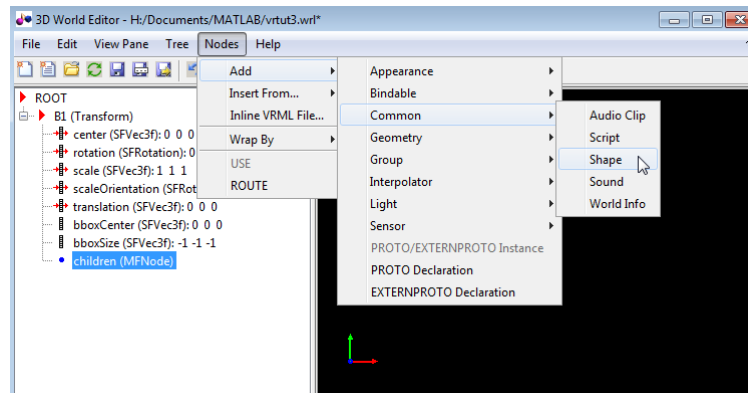 3D World Editor - H:/Documents/MATLAB/vrtut3.wrl*
File Edit View Pane Tree Nodes Help
ROOT
B1 (Transform)
center (SFVec3f): 0 0 0
rotation (SFRotation): 0
scale (SFVec3f): 1 1 1
scaleOrientation (SFRot
translation (SFVec3f): 0 0 0
bboxCenter (SFVec3f): 0 0 0
bboxSize (SFVec3f): -1 -1 -1
children (MFNode)
Add
Insert From...
Inline VRML File...
Wrap By
USE
ROUTE
Appearance
Bindable
Common
Geometry
Group
Interpolator
Light
Sensor
PROTO/EXTERNPROTO Instance
PROTO Declaration
EXTERNPROTO Declaration
Audio Clip
Script
Shape
Sound
World Info